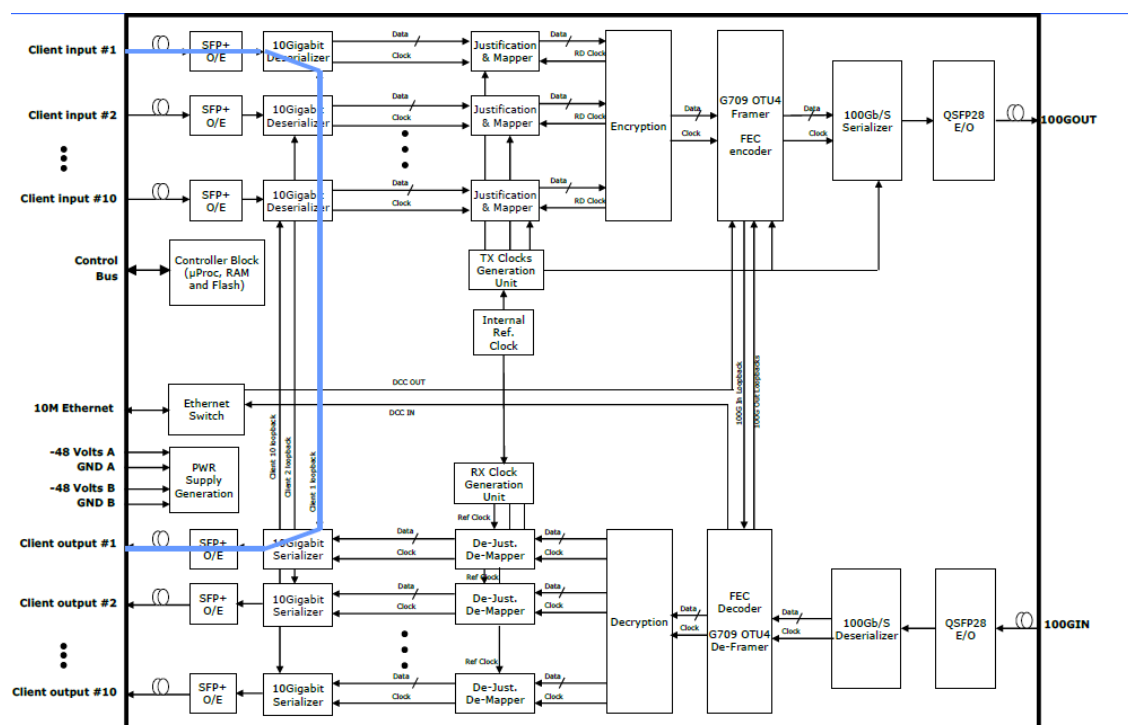 Client input #1
SFP+
O/E
10Gigabit
Deserializer
Data
Clock
Justification
& Mapper
Data
RD Clock
Client input #2
SFP+
O/E
10Gigabit
Deserializer
Data
Clock
Justification
& Mapper
Data
RD Clock
Client input #10
SFP+
O/E
10Gigabit
Deserializer
Data
Clock
Justification
& Mapper
Data
RD Clock
Encryption
Data
Clock
G709 OTU4
Framer
FEC
encoder
Data
Clock
100Gb/S
Serializer
QSFP28
E/O
100GOUT
Control
Bus
Controller Block
(µProc, RAM
and Flash)
TX Clocks
Generation
Unit
Internal
Ref.
Clock
10M Ethernet
Ethernet
Switch
DCC OUT
DCC IN
Client 10 loopback
Client 2 loopback
Client 1 loopback
100G In Loopback
100G Out Loopbacks
-48 Volts A
GND A
-48 Volts B
GND B
PWR
Supply
Generation
RX Clock
Generation
Unit
Ref Clock
Client output #1
SFP+
O/E
10Gigabit
Serializer
Data
Clock
De-Just.
De-Mapper
Data
Clock
Ref Clock
Client output #2
SFP+
O/E
10Gigabit
Serializer
Data
Clock
De-Just.
De-Mapper
Data
Clock
Ref Clock
Client output #10
SFP+
O/E
10Gigabit
Serializer
Data
Clock
De-Just.
De-Mapper
Data
Clock
Decryption
Data
Clock
FEC
Decoder
G709 OTU4
De-Framer
Data
Clock
100Gb/S
Deserializer
QSFP28
E/O
100GIN